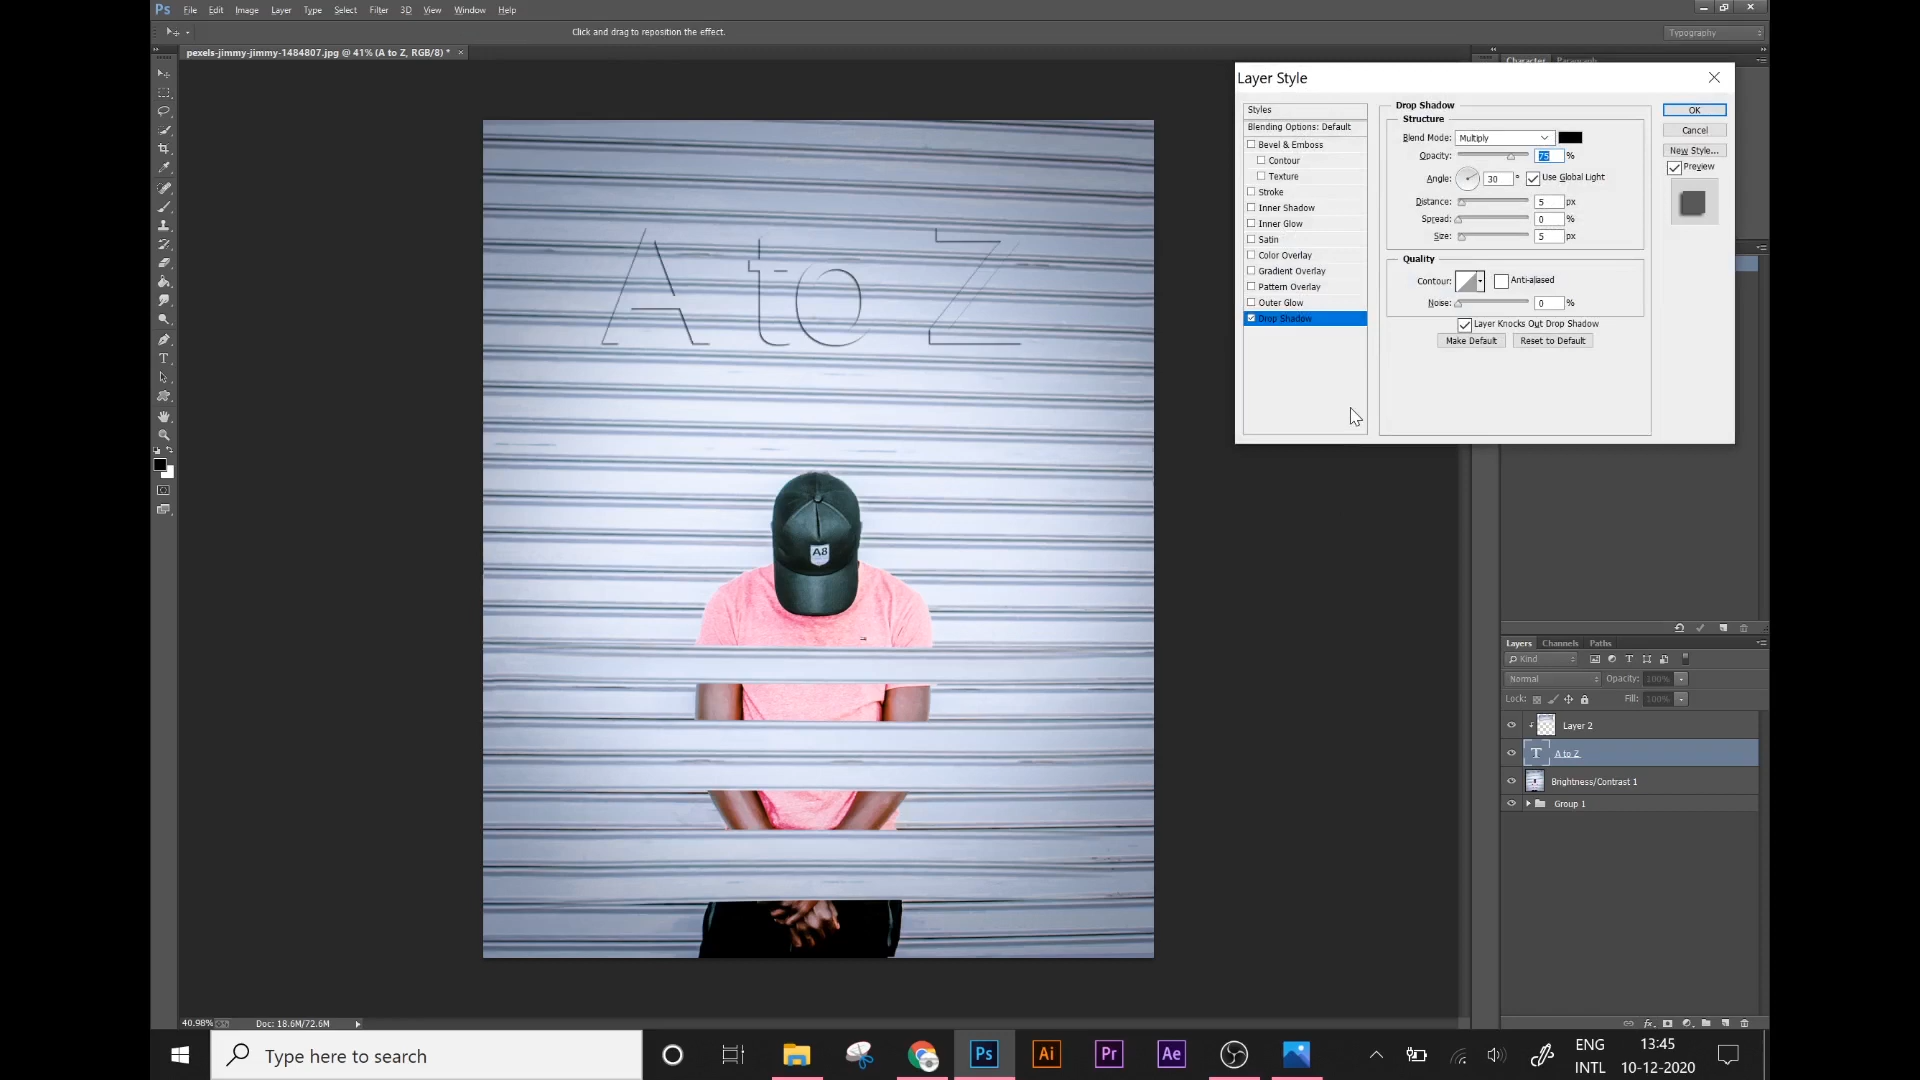 Ps File Edit Image Layer Type Select Filter 3D View Window Help
Click and drag to reposition the effect.
Typography
pexels-jimmy-jimmy-1484807.jpg @ 41% (A to Z, RGB/8) *
Character Paragraph
Layer Style
Styles
Blending Options: Default
Bevel & Emboss
Contour
Texture
Stroke
Inner Shadow
Inner Glow
Satin
Color Overlay
Gradient Overlay
Pattern Overlay
Outer Glow
Drop Shadow
Drop Shadow
Structure
Blend Mode: Multiply
Opacity: 75 %
Angle: 30 ° Use Global Light
Distance: 5 px
Spread: 0 %
Size: 5 px
Quality
Contour: Anti-aliased
Noise: 0 %
Layer Knocks Out Drop Shadow
Make Default Reset to Default
OK
Cancel
New Style...
Preview
A to Z
A8
Layers Channels Paths
Kind
Normal Opacity: 100%
Lock: Fill: 100%
Layer 2
T A to Z
Brightness/Contrast 1
Group 1
40.98% Doc: 18.6M/72.6M
Type here to search
Ps Ai Pr Ae
ENG
INTL
13:45
10-12-2020